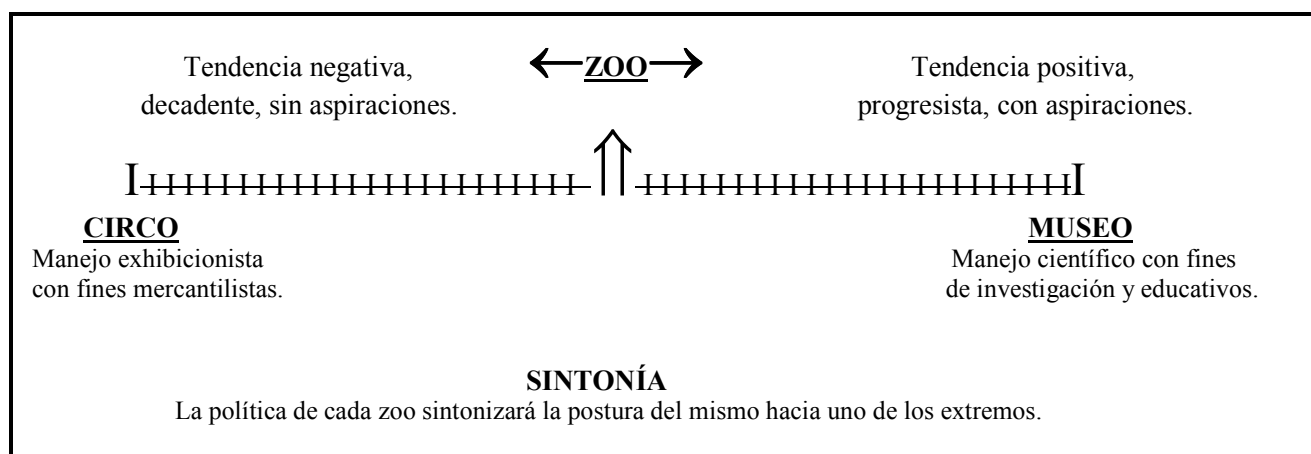 Tendencia negativa,
decadente, sin aspiraciones.
ZOO
Tendencia positiva,
progresista, con aspiraciones.
CIRCO
Manejo exhibicionista
con fines mercantilistas.
MUSEO
Manejo científico con fines
de investigación y educativos.
SINTONÍA
La política de cada zoo sintonizará la postura del mismo hacia uno de los extremos.